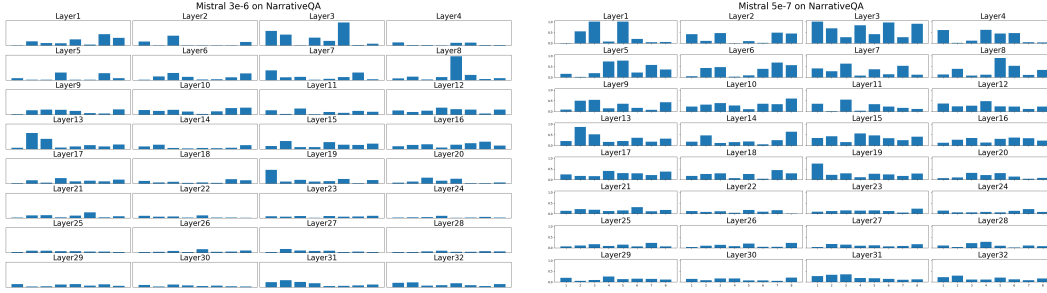 Mistral 3e-6 on NarrativeQA
Layer1 Layer2 Layer3 Layer4
Layer5 Layer6 Layer7 Layer8
Layer9 Layer10 Layer11 Layer12
Layer13 Layer14 Layer15 Layer16
Layer17 Layer18 Layer19 Layer20
Layer21 Layer22 Layer23 Layer24
Layer25 Layer26 Layer27 Layer28
Layer29 Layer30 Layer31 Layer32
Mistral 5e-7 on NarrativeQA
Layer1 Layer2 Layer3 Layer4
Layer5 Layer6 Layer7 Layer8
Layer9 Layer10 Layer11 Layer12
Layer13 Layer14 Layer15 Layer16
Layer17 Layer18 Layer19 Layer20
Layer21 Layer22 Layer23 Layer24
Layer25 Layer26 Layer27 Layer28
Layer29 Layer30 Layer31 Layer32